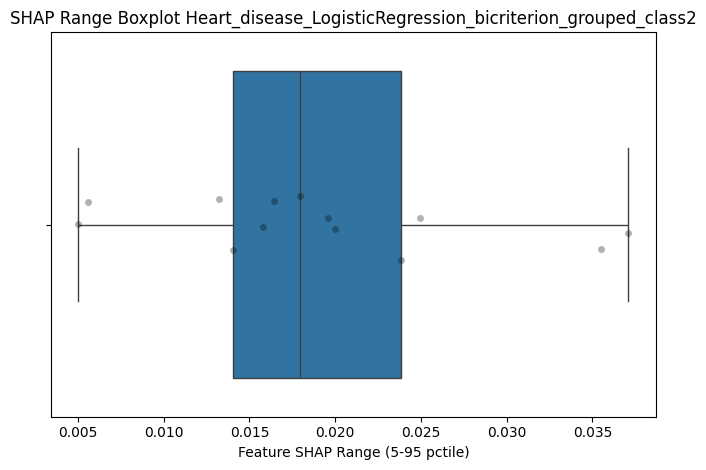 SHAP Range Boxplot Heart_disease_LogisticRegression_bicriterion_grouped_class2
0.005 0.010 0.015 0.020 0.025 0.030 0.035
Feature SHAP Range (5-95 pctile)